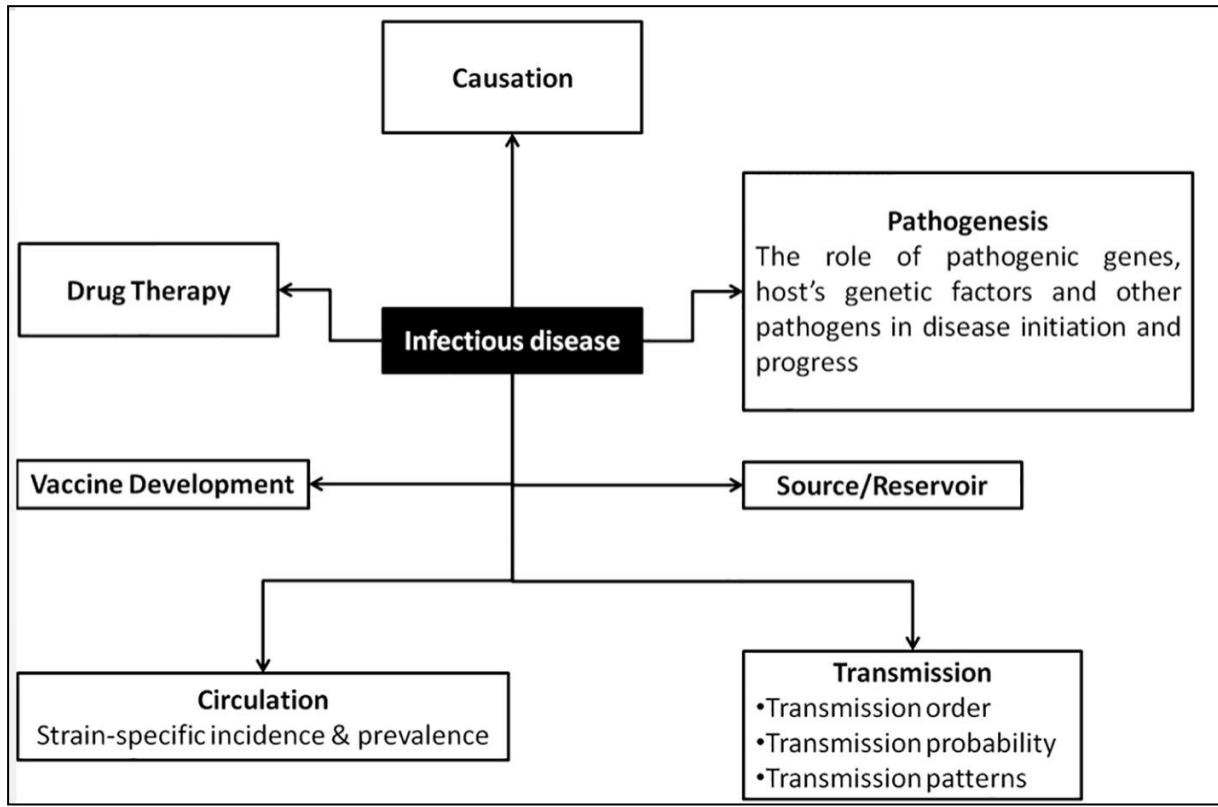 Causation
Pathogenesis
The role of pathogenic genes,
host's genetic factors and other
pathogens in disease initiation and
progress
Drug Therapy
Infectious disease
Vaccine Development
Source/Reservoir
Circulation
Strain-specific incidence & prevalence
Transmission
•Transmission order
•Transmission probability
•Transmission patterns